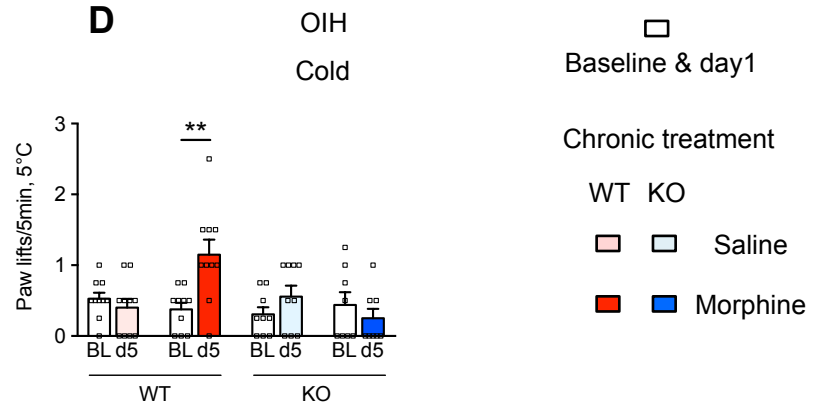 D
OIH
Cold
Baseline & day1
Chronic treatment
WT KO
Saline
Morphine
Paw lifts/5min, 5°C
3
2
1
0
**
BL d5 BL d5 BL d5 BL d5
WT KO